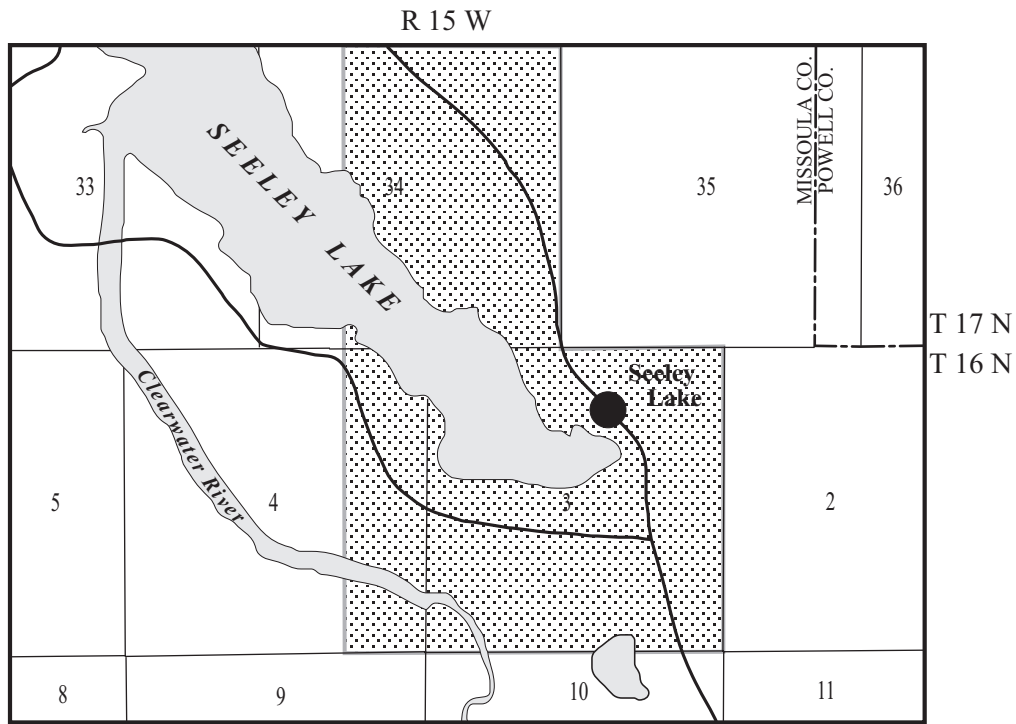 R 15 W
SEELEY LAKE
MISSOULA CO.
POWELL CO.
33
34
35
36
T 17 N
T 16 N
Seeley
Lake
Clearwater River
5
4
3
2
8
9
10
11